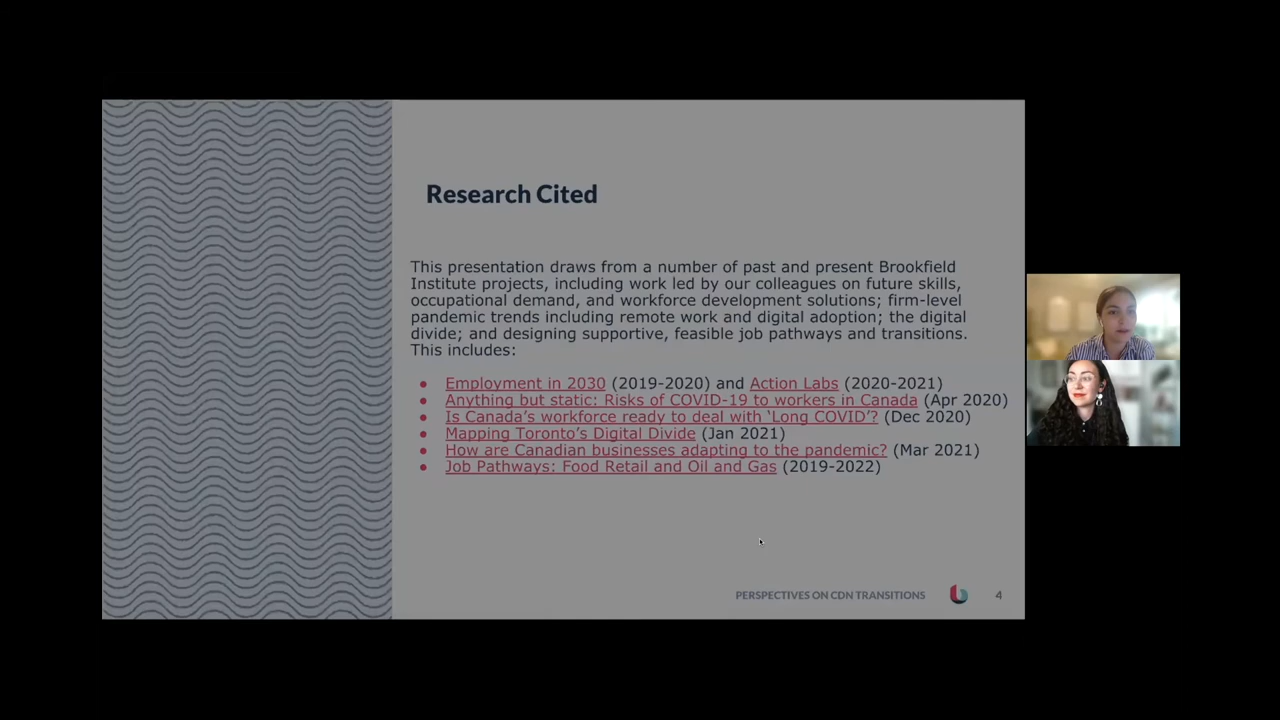 Research Cited
This presentation draws from a number of past and present Brookfield
Institute projects, including work led by our colleagues on future skills,
occupational demand, and workforce development solutions; firm-level
pandemic trends including remote work and digital adoption; the digital
divide; and designing supportive, feasible job pathways and transitions.
This includes:
● Employment in 2030 (2019-2020) and Action Labs (2020-2021)
● Anything but static: Risks of COVID-19 to workers in Canada (Apr 2020)
● Is Canada’s workforce ready to deal with ‘Long COVID’? (Dec 2020)
● Mapping Toronto’s Digital Divide (Jan 2021)
● How are Canadian businesses adapting to the pandemic? (Mar 2021)
● Job Pathways: Food Retail and Oil and Gas (2019-2022)
PERSPECTIVES ON CDN TRANSITIONS 4